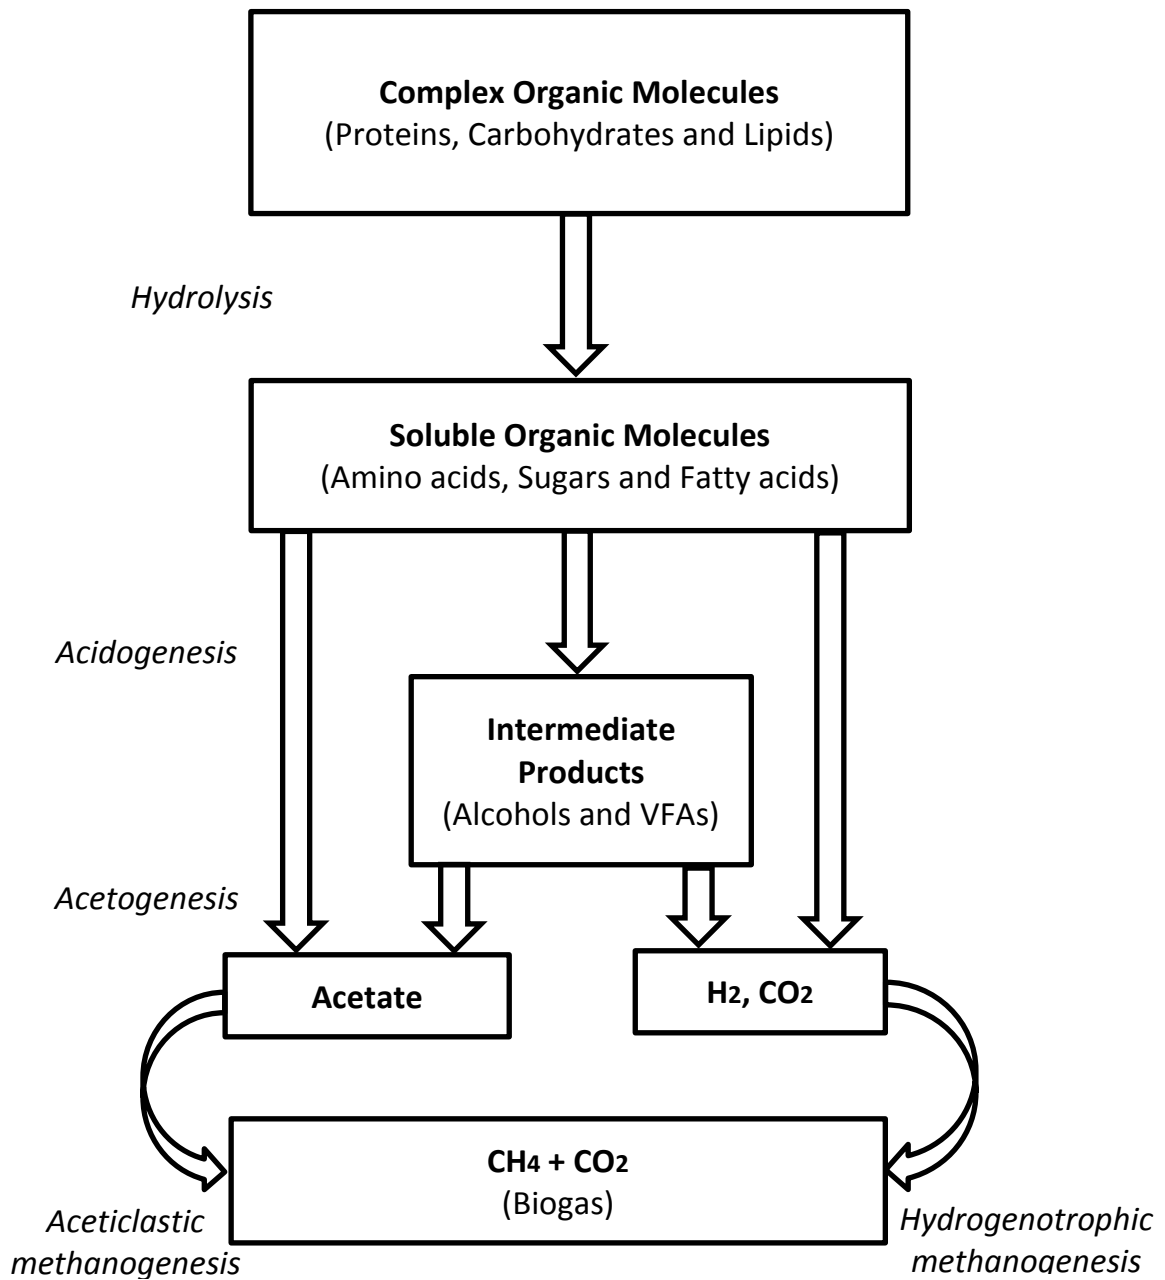 Complex Organic Molecules
(Proteins, Carbohydrates and Lipids)
Hydrolysis
Soluble Organic Molecules
(Amino acids, Sugars and Fatty acids)
Acidogenesis
Intermediate
Products
(Alcohols and VFAs)
Acetogenesis
Acetate
H2, CO2
CH4 + CO2
(Biogas)
Aceticlastic
methanogenesis
Hydrogenotrophic
methanogenesis